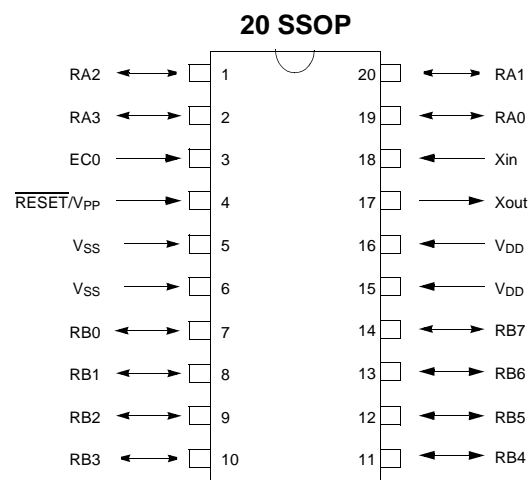 20 SSOP
RA2 1 20 RA1
RA3 2 19 RA0
EC0 3 18 Xin
RESET/VPP 4 17 Xout
VSS 5 16 VDD
VSS 6 15 VDD
RB0 7 14 RB7
RB1 8 13 RB6
RB2 9 12 RB5
RB3 10 11 RB4